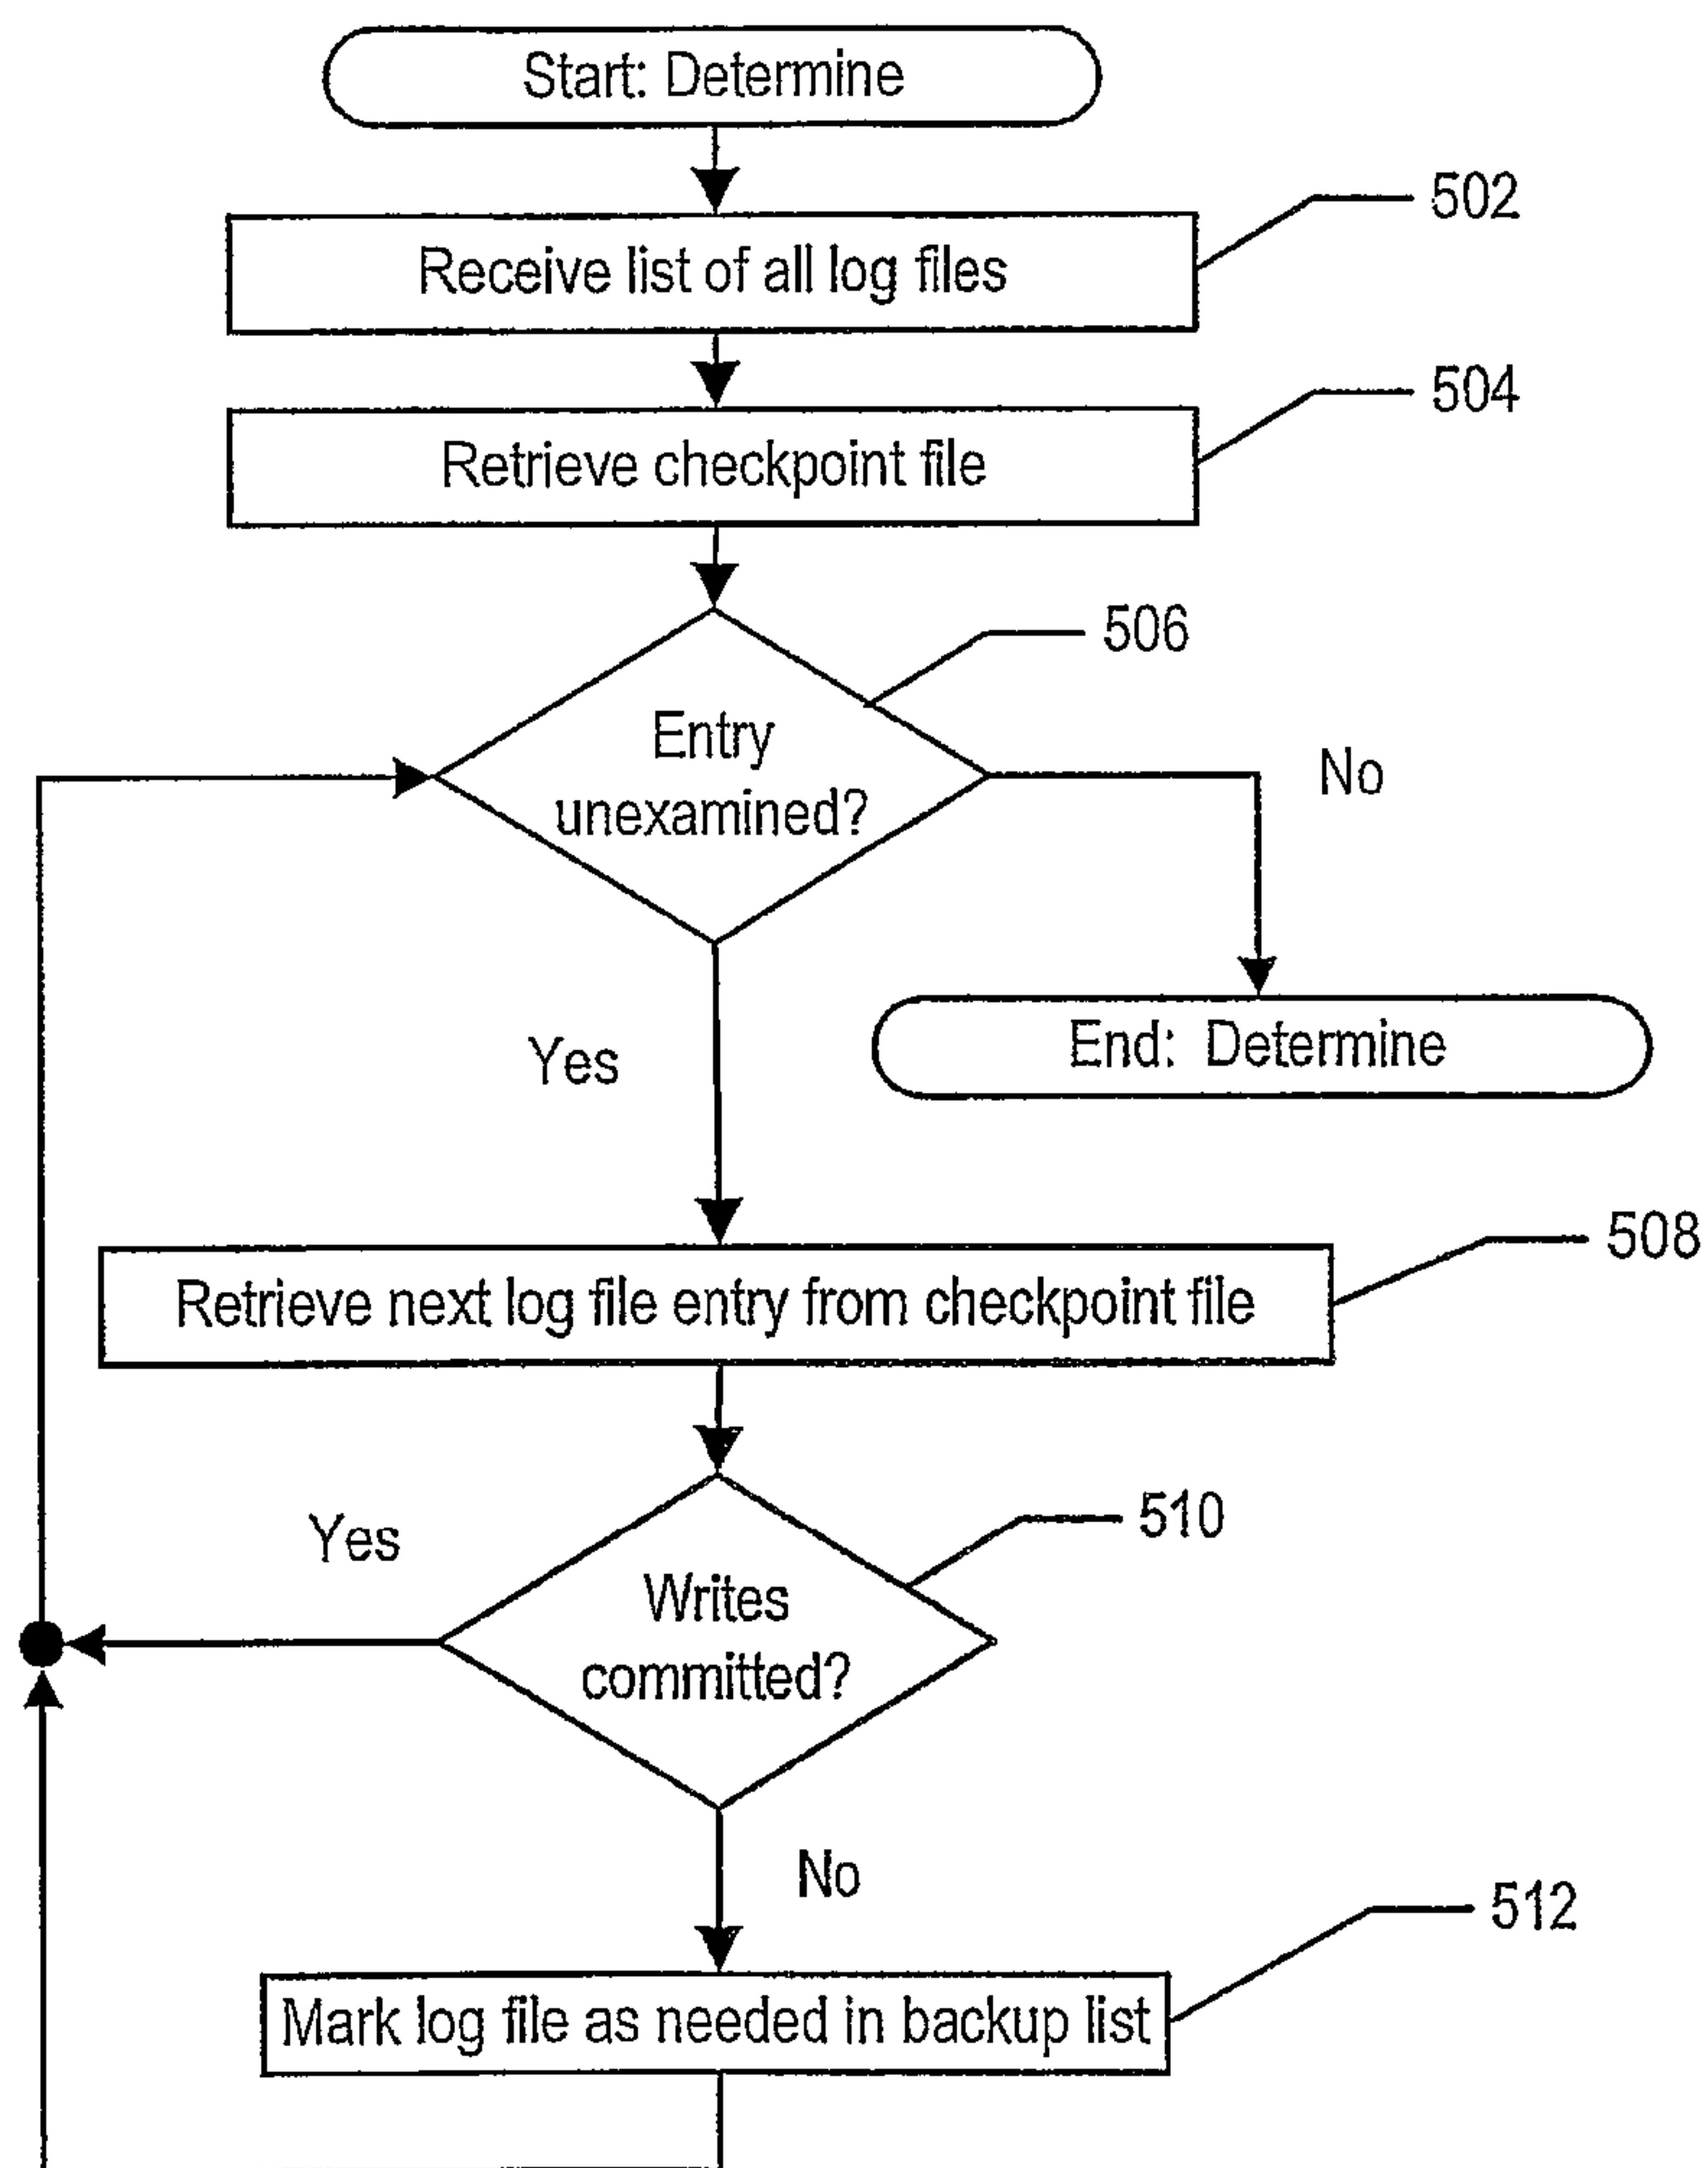 Start: Determine
502
Receive list of all log files
504
Retrieve checkpoint file
506
Entry
unexamined?
No
End: Determine
Yes
508
Retrieve next log file entry from checkpoint file
510
Yes
Writes
committed?
No
512
Mark log file as needed in backup list